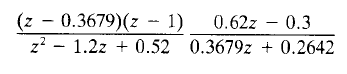 (z − 0.3679)(z − 1) 0.62z − 0.3
z² − 1.2z + 0.52 0.3679z + 0.2642